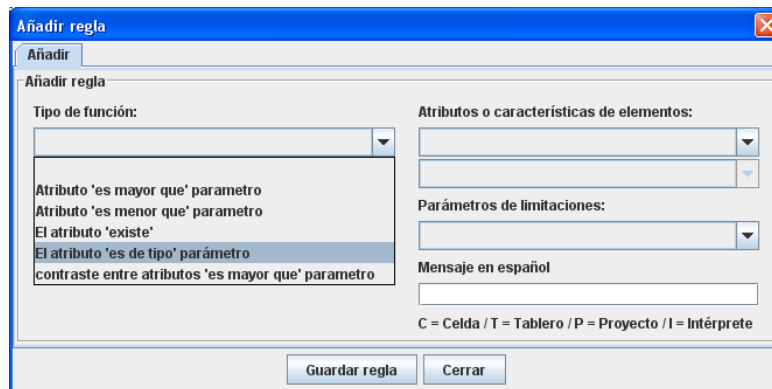 Añadir regla
Añadir
Añadir regla
Tipo de función:
Atributo 'es mayor que' parametro
Atributo 'es menor que' parametro
El atributo 'existe'
El atributo 'es de tipo' parámetro
contraste entre atributos 'es mayor que' parametro
Atributos o características de elementos:
Parámetros de limitaciones:
Mensaje en español
C = Celda / T = Tablero / P = Proyecto / I = Intérprete
Guardar regla
Cerrar